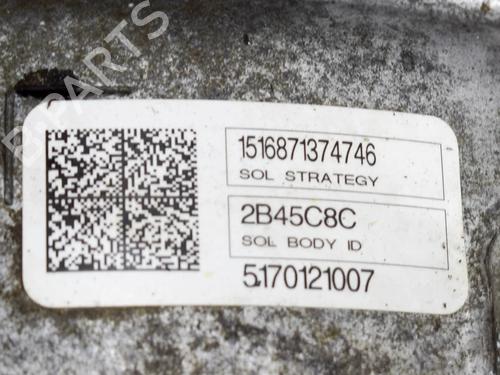 B-PARTS
1516871374746
SOL STRATEGY
2B45C8C
SOL BODY ID
5170121007